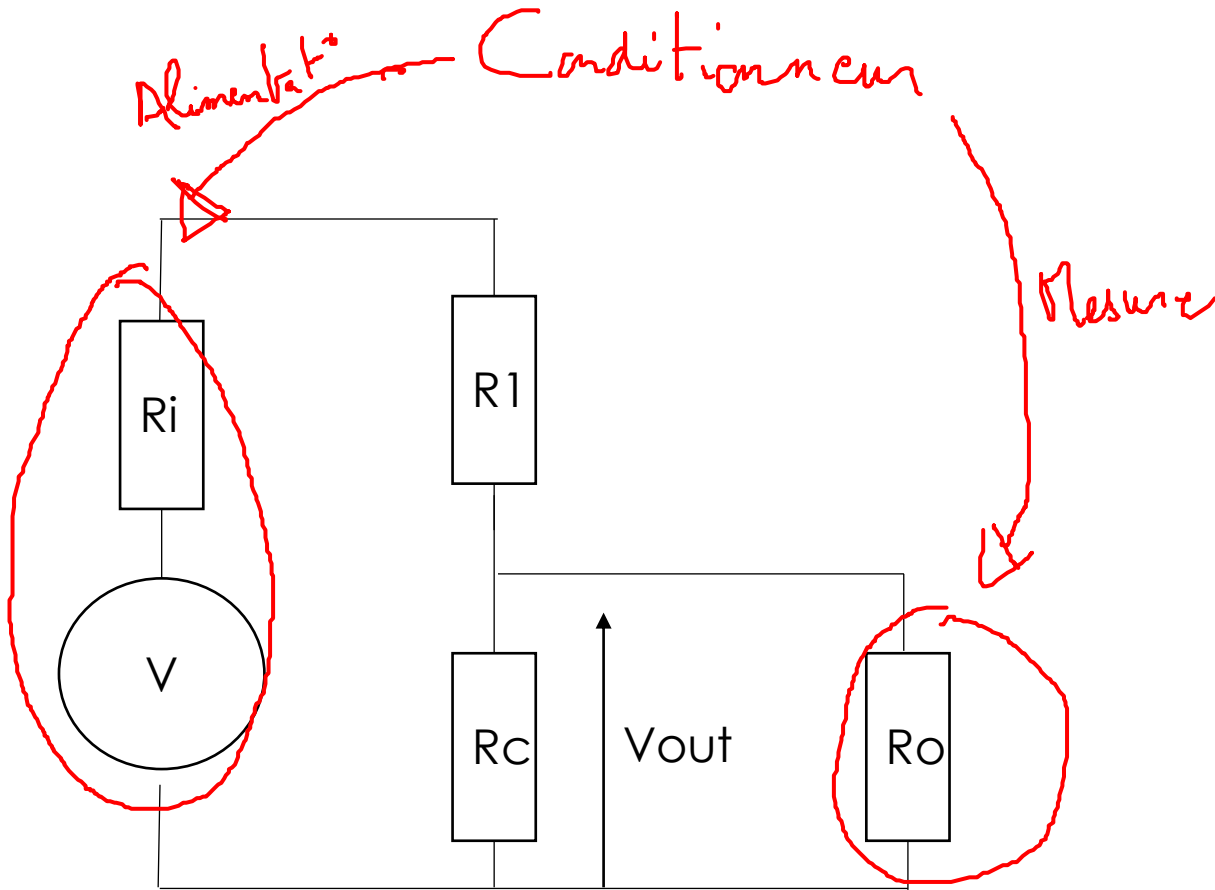 Alimentat°
Conditionneur
Mesure
Ri
R1
V
Rc
Vout
Ro